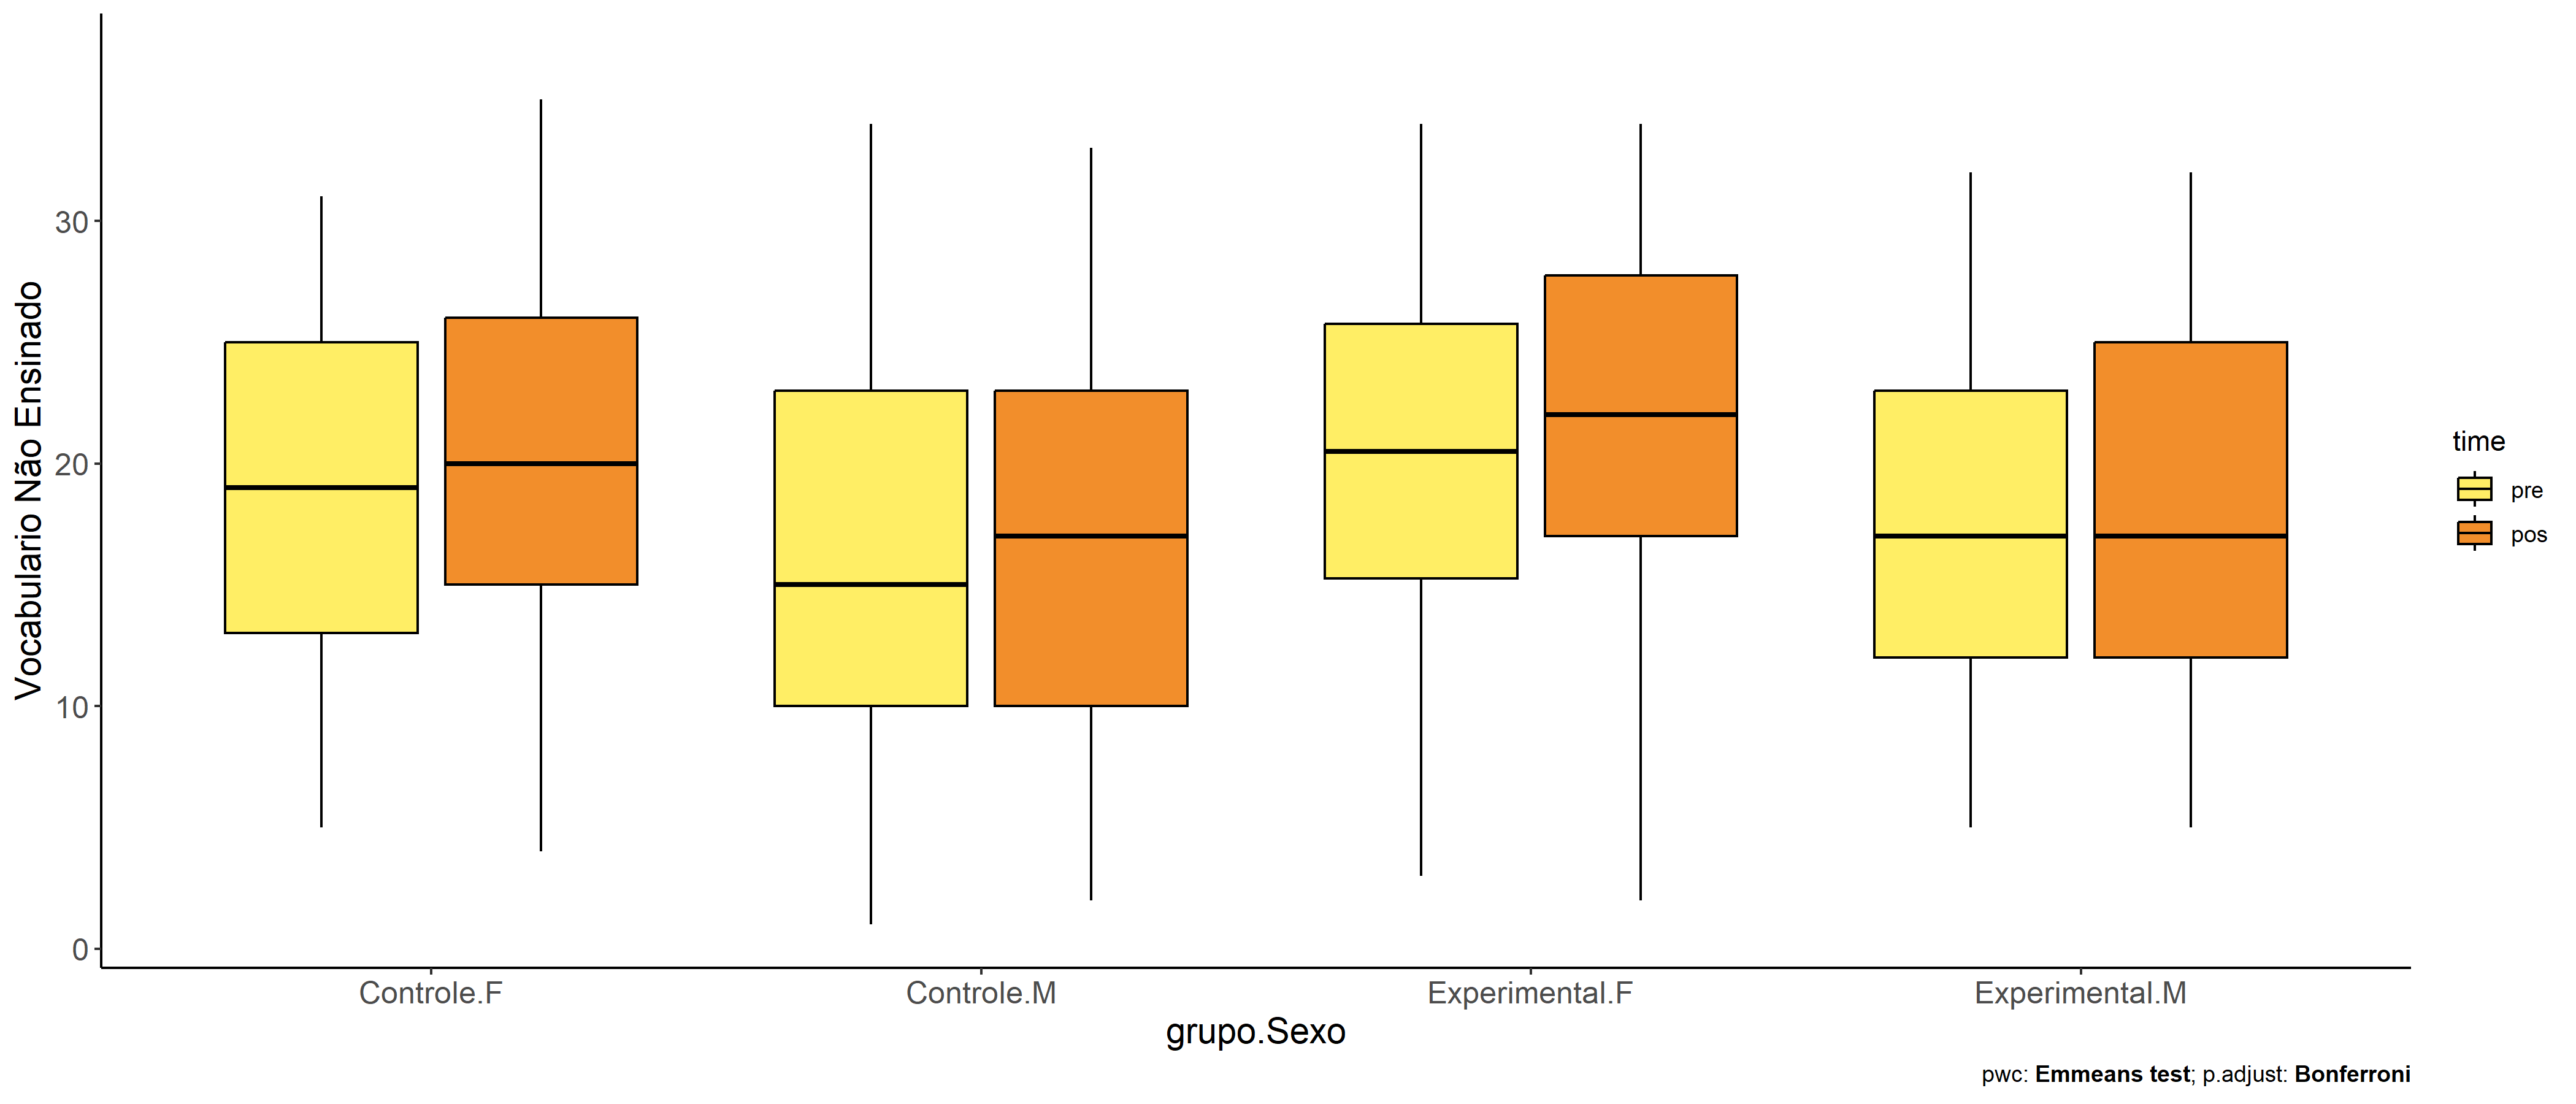 Vocabulario Não Ensinado
30
20
10
0
Controle.F
Controle.M
Experimental.F
Experimental.M
grupo.Sexo
time
pre
pos
pwc: Emmeans test; p.adjust: Bonferroni